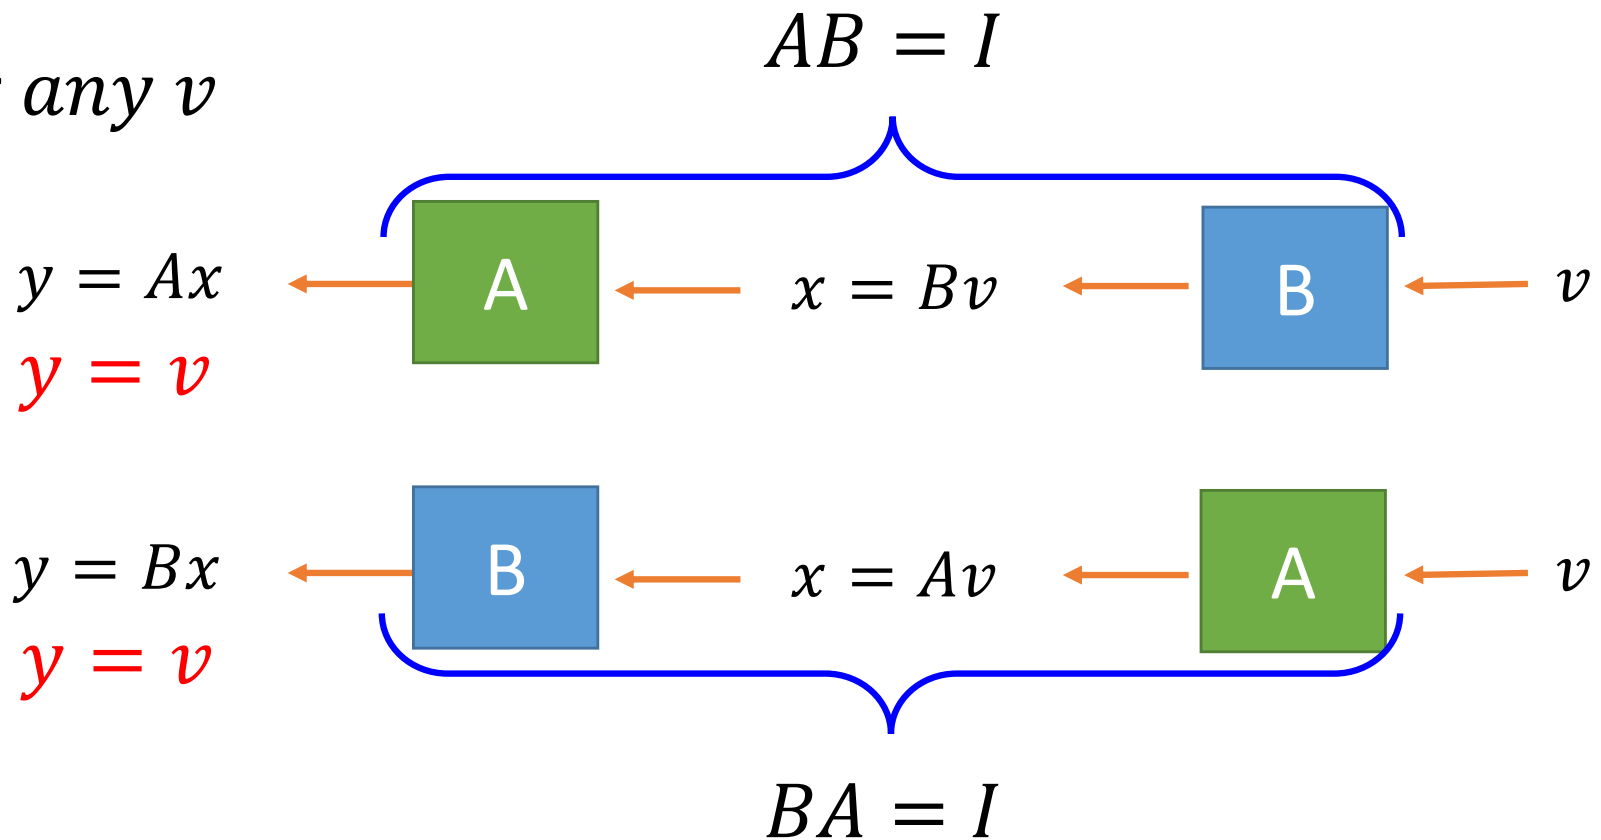 AB = I
any v
y = Ax A x = Bv B v
y = v
y = Bx B x = Av A v
y = v
BA = I